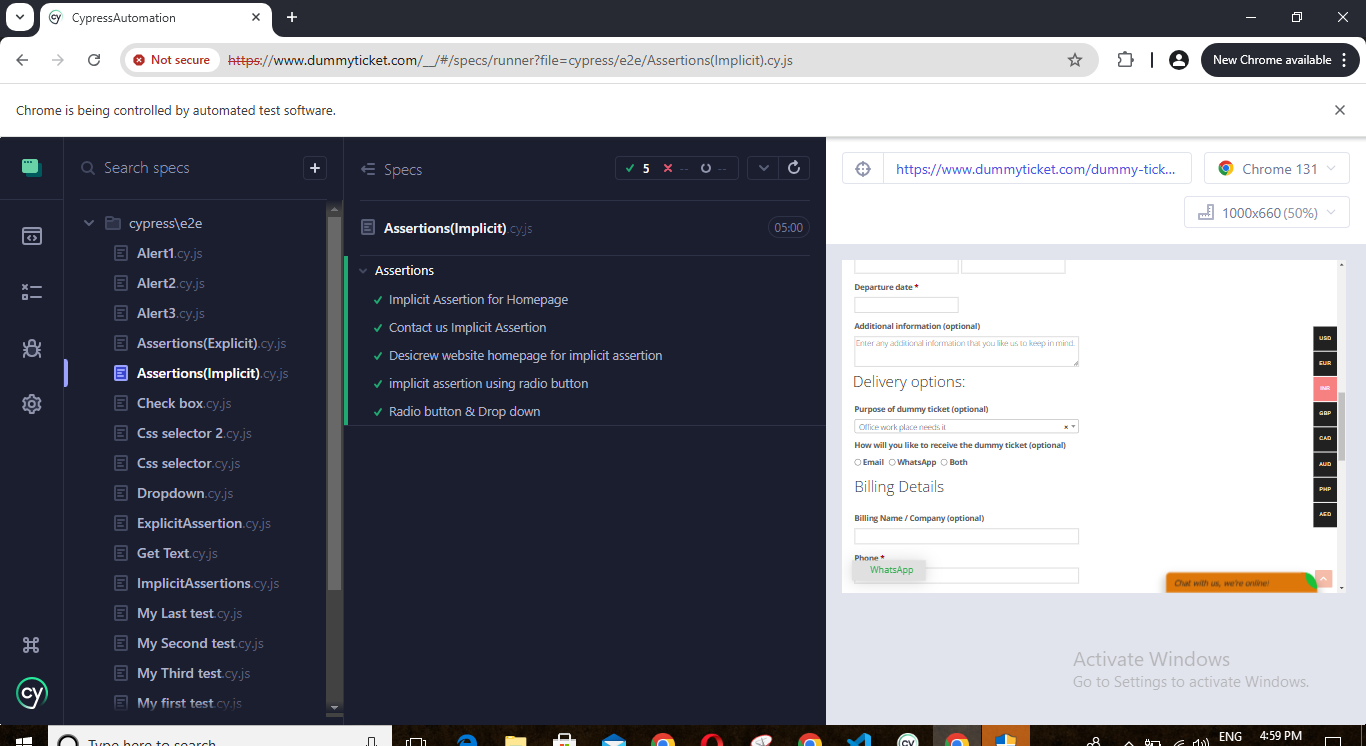 CypressAutomation
Not secure https://www.dummyticket.com/__/#/specs/runner?file=cypress/e2e/Assertions(Implicit).cy.js
New Chrome available
Chrome is being controlled by automated test software.
Search specs
cypress\e2e
Alert1.cy.js
Alert2.cy.js
Alert3.cy.js
Assertions(Explicit).cy.js
Assertions(Implicit).cy.js
Check box.cy.js
Css selector 2.cy.js
Css selector.cy.js
Dropdown.cy.js
ExplicitAssertion.cy.js
Get Text.cy.js
ImplicitAssertions.cy.js
My Last test.cy.js
My Second test.cy.js
My Third test.cy.js
My first test.cy.js
cy
Specs
5 -- --
Assertions(Implicit).cy.js 05:00
Assertions
Implicit Assertion for Homepage
Contact us Implicit Assertion
Desicrew website homepage for implicit assertion
implicit assertion using radio button
Radio button & Drop down
https://www.dummyticket.com/dummy-tick...
Chrome 131
1000x660 (50%)
Departure date *
Additional information (optional)
Enter any additional information that you like us to keep in mind.
Delivery options:
Purpose of dummy ticket (optional)
Office work place needs it
How will you like to receive the dummy ticket (optional)
Email WhatsApp Both
Billing Details
Billing Name / Company (optional)
Phone *
WhatsApp
USD
EUR
INR
GBP
CAD
AUD
PHP
AED
Chat with us, we're online!
Activate Windows
Go to Settings to activate Windows.
Type here to search
ENG
4:59 PM